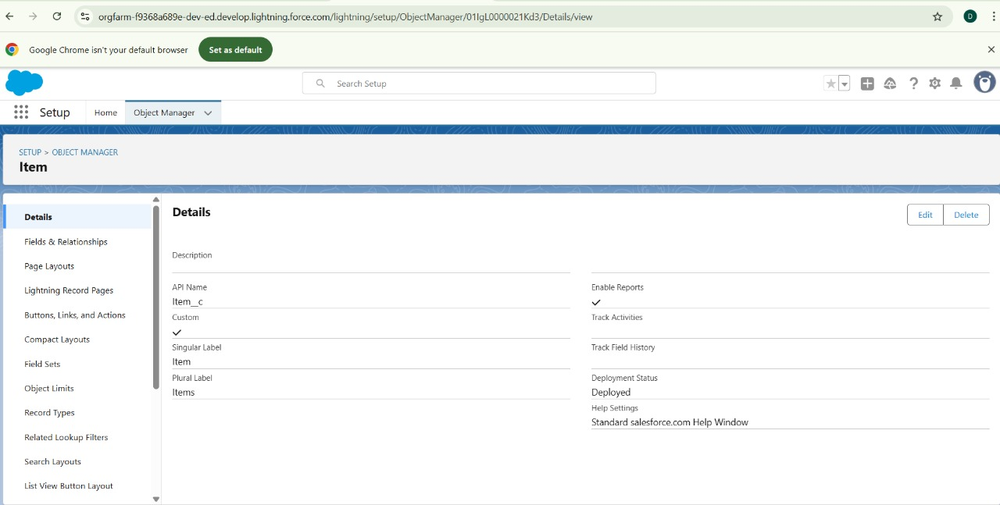 orgfarm-f9368a689e-dev-ed.develop.lightning.force.com/lightning/setup/ObjectManager/01IgL0000021Kd3/Details/view
D
Google Chrome isn't your default browser
Set as default
Search Setup
Setup
Home
Object Manager
SETUP > OBJECT MANAGER
Item
Details
Fields & Relationships
Page Layouts
Lightning Record Pages
Buttons, Links, and Actions
Compact Layouts
Field Sets
Object Limits
Record Types
Related Lookup Filters
Search Layouts
List View Button Layout
Details
Edit
Delete
Description
API Name
Item__c
Custom
Singular Label
Item
Plural Label
Items
Enable Reports
Track Activities
Track Field History
Deployment Status
Deployed
Help Settings
Standard salesforce.com Help Window